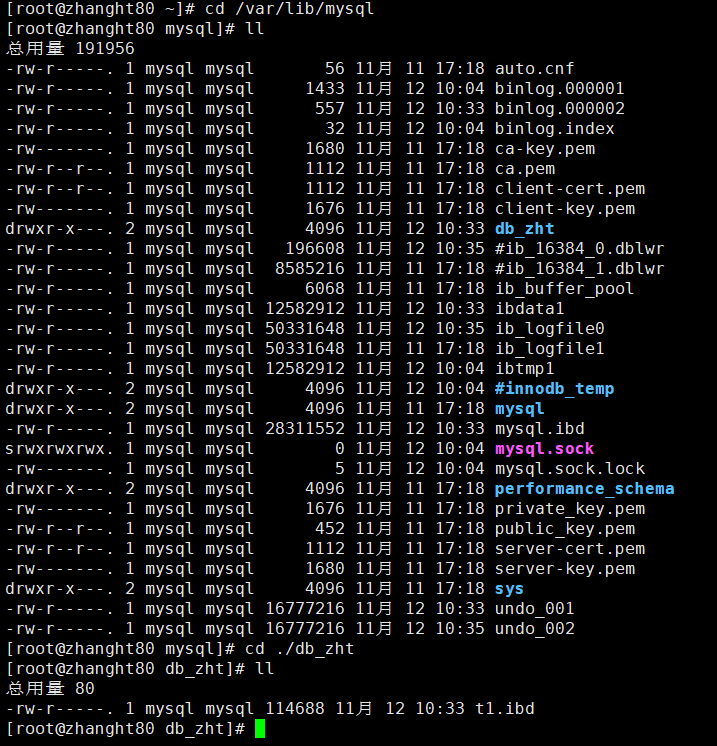 [root@zhanght80 ~]# cd /var/lib/mysql
[root@zhanght80 mysql]# ll
总用量 191956
-rw-r-----. 1 mysql mysql       56 11月 11 17:18 auto.cnf
-rw-r-----. 1 mysql mysql     1433 11月 12 10:04 binlog.000001
-rw-r-----. 1 mysql mysql      557 11月 12 10:33 binlog.000002
-rw-r-----. 1 mysql mysql       32 11月 12 10:04 binlog.index
-rw-------. 1 mysql mysql     1680 11月 11 17:18 ca-key.pem
-rw-r--r--. 1 mysql mysql     1112 11月 11 17:18 ca.pem
-rw-r--r--. 1 mysql mysql     1112 11月 11 17:18 client-cert.pem
-rw-------. 1 mysql mysql     1676 11月 11 17:18 client-key.pem
drwxr-x---. 2 mysql mysql     4096 11月 12 10:33 db_zht
-rw-r-----. 1 mysql mysql   196608 11月 12 10:35 #ib_16384_0.dblwr
-rw-r-----. 1 mysql mysql  8585216 11月 11 17:18 #ib_16384_1.dblwr
-rw-r-----. 1 mysql mysql     6068 11月 11 17:18 ib_buffer_pool
-rw-r-----. 1 mysql mysql 12582912 11月 12 10:33 ibdata1
-rw-r-----. 1 mysql mysql 50331648 11月 12 10:35 ib_logfile0
-rw-r-----. 1 mysql mysql 50331648 11月 11 17:18 ib_logfile1
-rw-r-----. 1 mysql mysql 12582912 11月 12 10:04 ibtmp1
drwxr-x---. 2 mysql mysql     4096 11月 12 10:04 #innodb_temp
drwxr-x---. 2 mysql mysql     4096 11月 11 17:18 mysql
-rw-r-----. 1 mysql mysql 28311552 11月 12 10:33 mysql.ibd
srwxrwxrwx. 1 mysql mysql        0 11月 12 10:04 mysql.sock
-rw-------. 1 mysql mysql        5 11月 12 10:04 mysql.sock.lock
drwxr-x---. 2 mysql mysql     4096 11月 11 17:18 performance_schema
-rw-------. 1 mysql mysql     1676 11月 11 17:18 private_key.pem
-rw-r--r--. 1 mysql mysql      452 11月 11 17:18 public_key.pem
-rw-r--r--. 1 mysql mysql     1112 11月 11 17:18 server-cert.pem
-rw-------. 1 mysql mysql     1680 11月 11 17:18 server-key.pem
drwxr-x---. 2 mysql mysql     4096 11月 11 17:18 sys
-rw-r-----. 1 mysql mysql 16777216 11月 12 10:33 undo_001
-rw-r-----. 1 mysql mysql 16777216 11月 12 10:35 undo_002
[root@zhanght80 mysql]# cd ./db_zht
[root@zhanght80 db_zht]# ll
总用量 80
-rw-r-----. 1 mysql mysql 114688 11月 12 10:33 t1.ibd
[root@zhanght80 db_zht]#